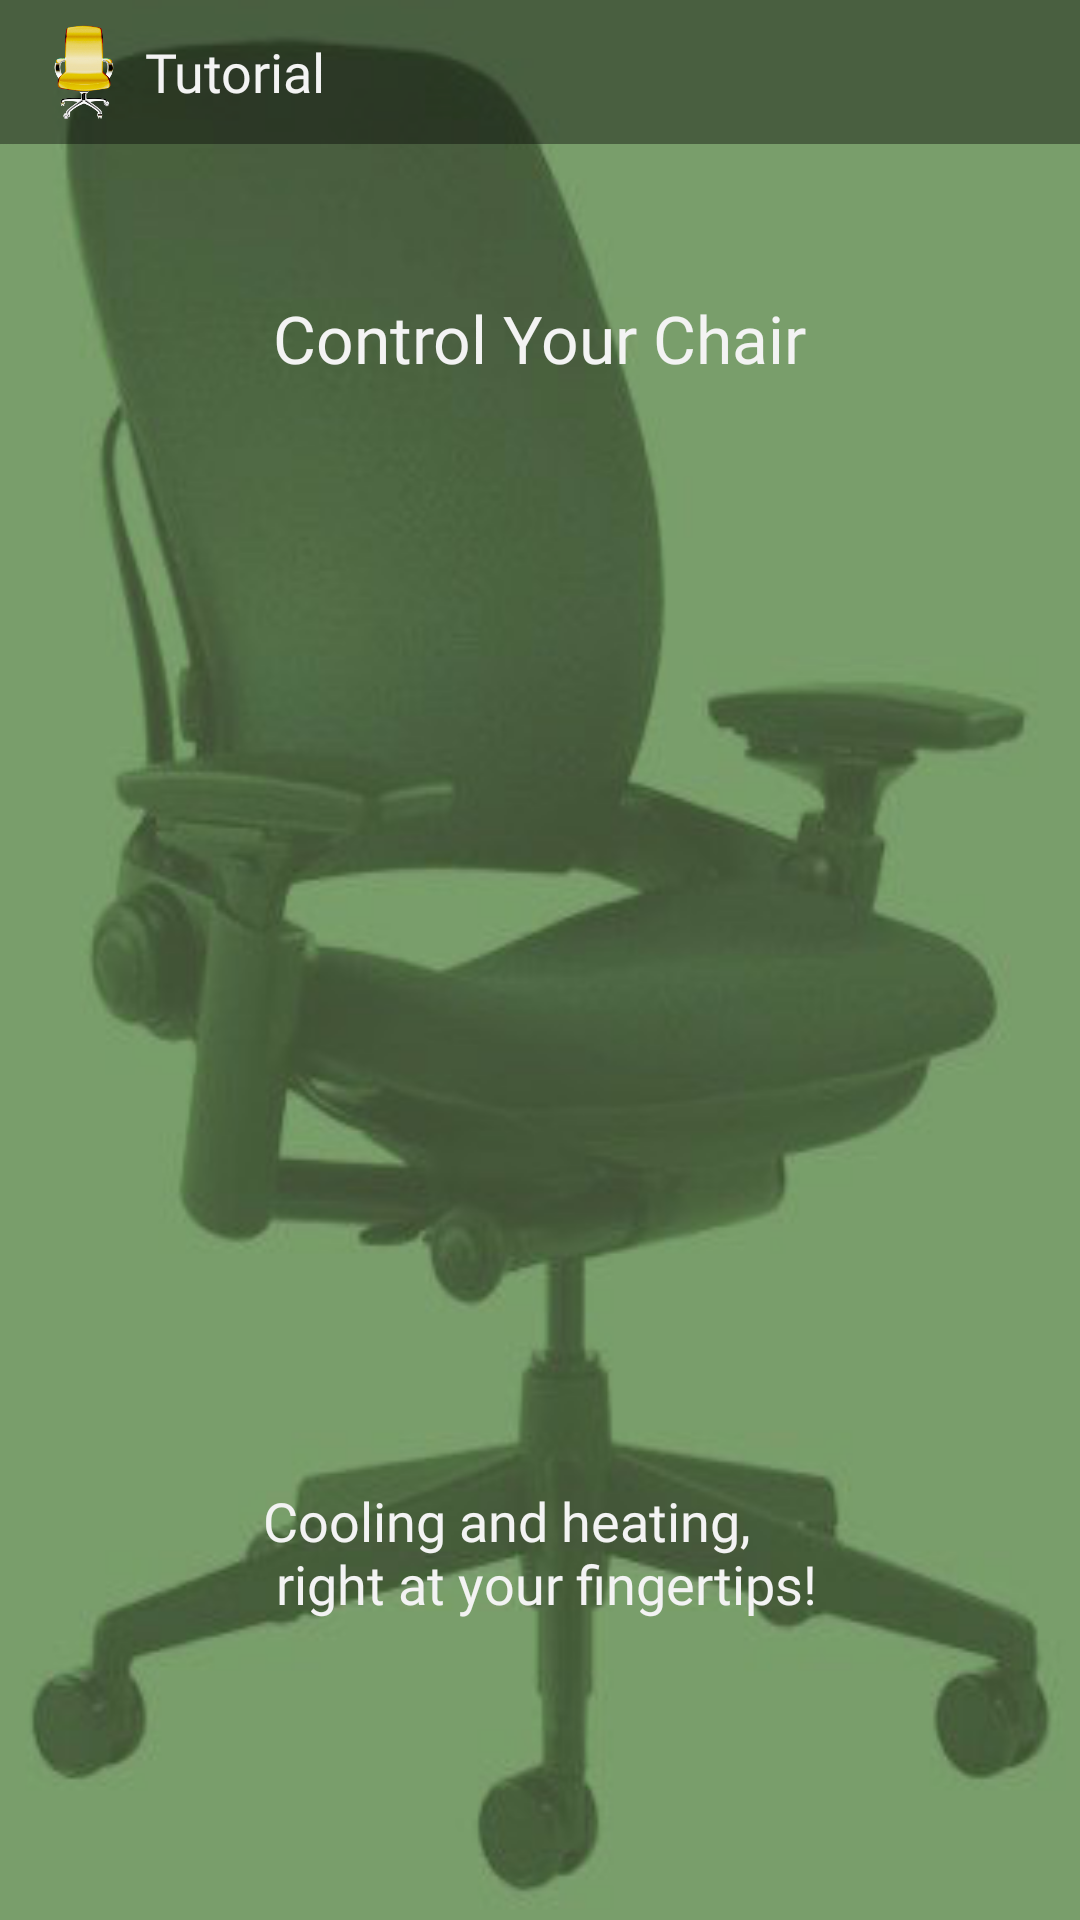 Tutorial
Control Your Chair
Cooling and heating,
right at your fingertips!